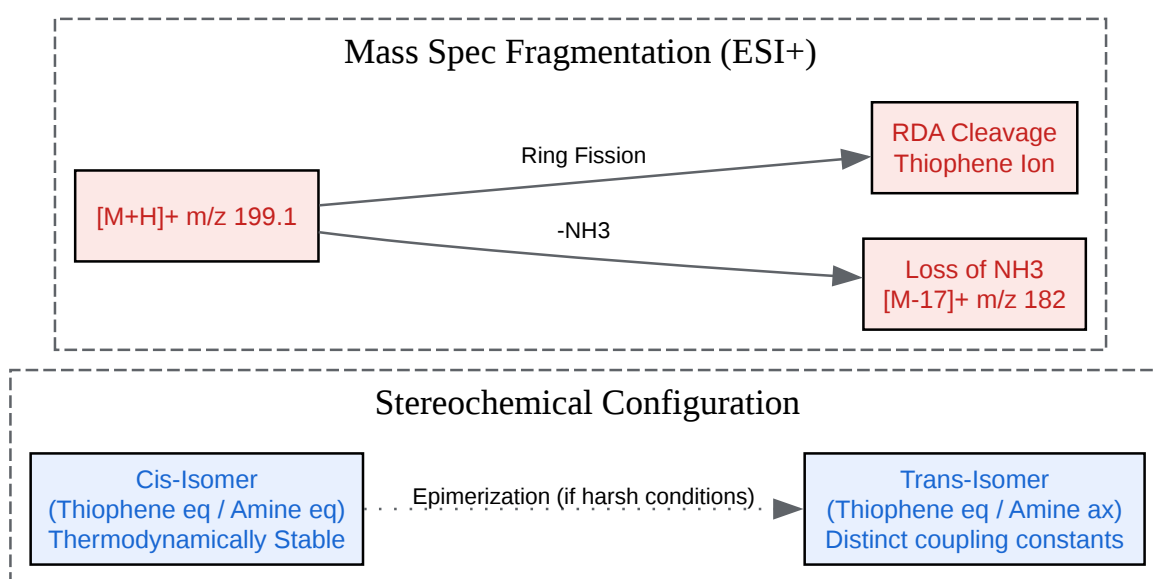 Mass Spec Fragmentation (ESI+)
RDA Cleavage
Thiophene Ion
Ring Fission
[M+H]+ m/z 199.1
-NH3
Loss of NH3
[M-17]+ m/z 182
Stereochemical Configuration
Cis-Isomer
(Thiophene eq / Amine eq)
Thermodynamically Stable
Epimerization (if harsh conditions)
Trans-Isomer
(Thiophene eq / Amine ax)
Distinct coupling constants